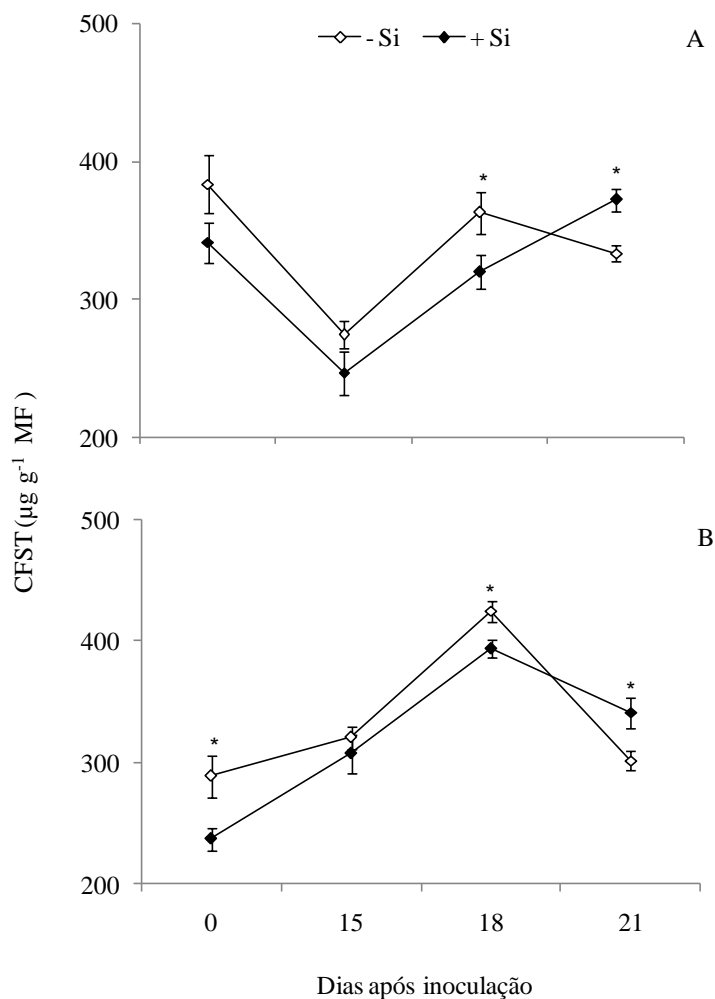 500
- Si + Si
A
400
*
*
300
200
CFST (µg g-1 MF)
500
B
*
400
*
*
300
200
0 15 18 21
Dias após inoculação